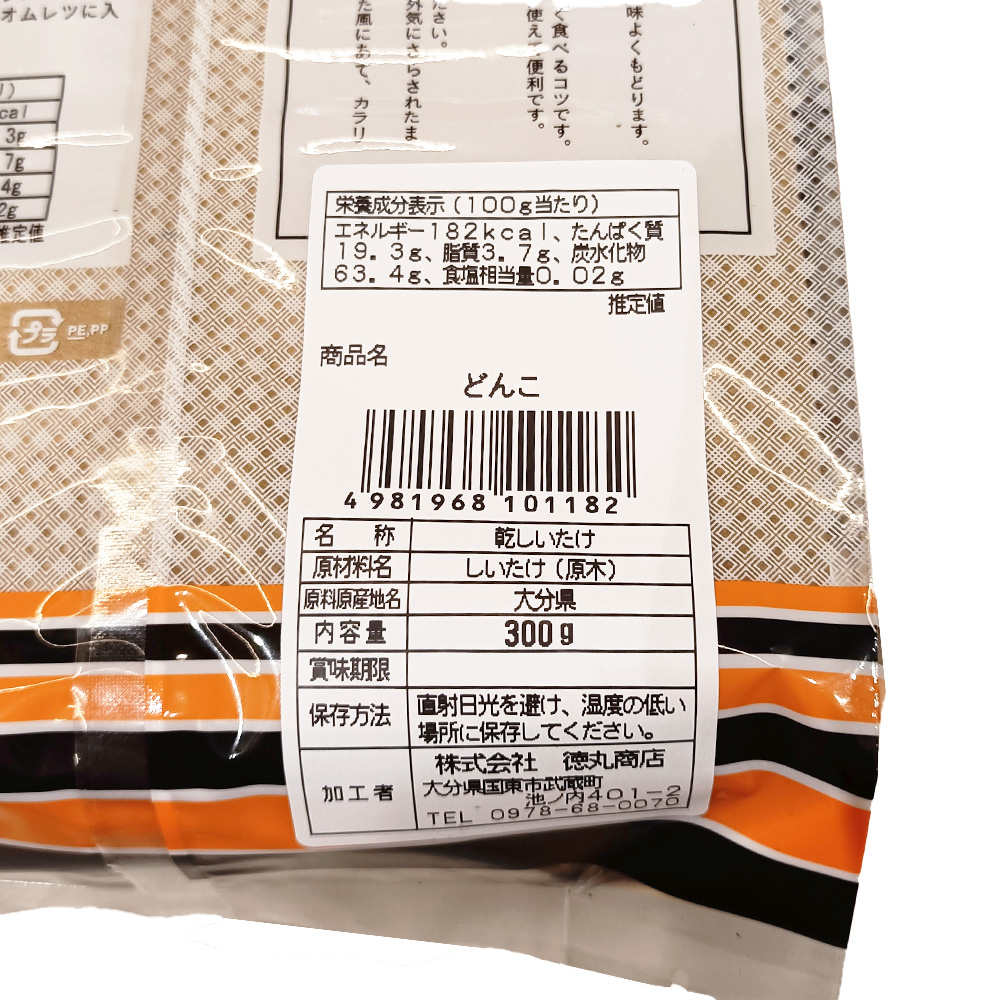 オムレツに入
cal
3g
7g
4g
2g
推定値
プラ PE,PP
味よくもどります。
く食べるコツです。
使えて便利です。
ださい。
外気にさらされたま
た風にあて、カラリ
栄養成分表示(100g当たり)
エネルギー182kcal、たんぱく質
19.3g、脂質3.7g、炭水化物
63.4g、食塩相当量0.02g
推定値
商品名
どんこ
4 981968 101182
名 称 乾しいたけ
原材料名 しいたけ(原木)
原料原産地名 大分県
内容量 300g
賞味期限
保存方法 直射日光を避け、湿度の低い
場所に保存してください。
加工者 株式会社 徳丸商店
大分県国東市武蔵町
池ノ内401-2
TEL 0978-68-0070